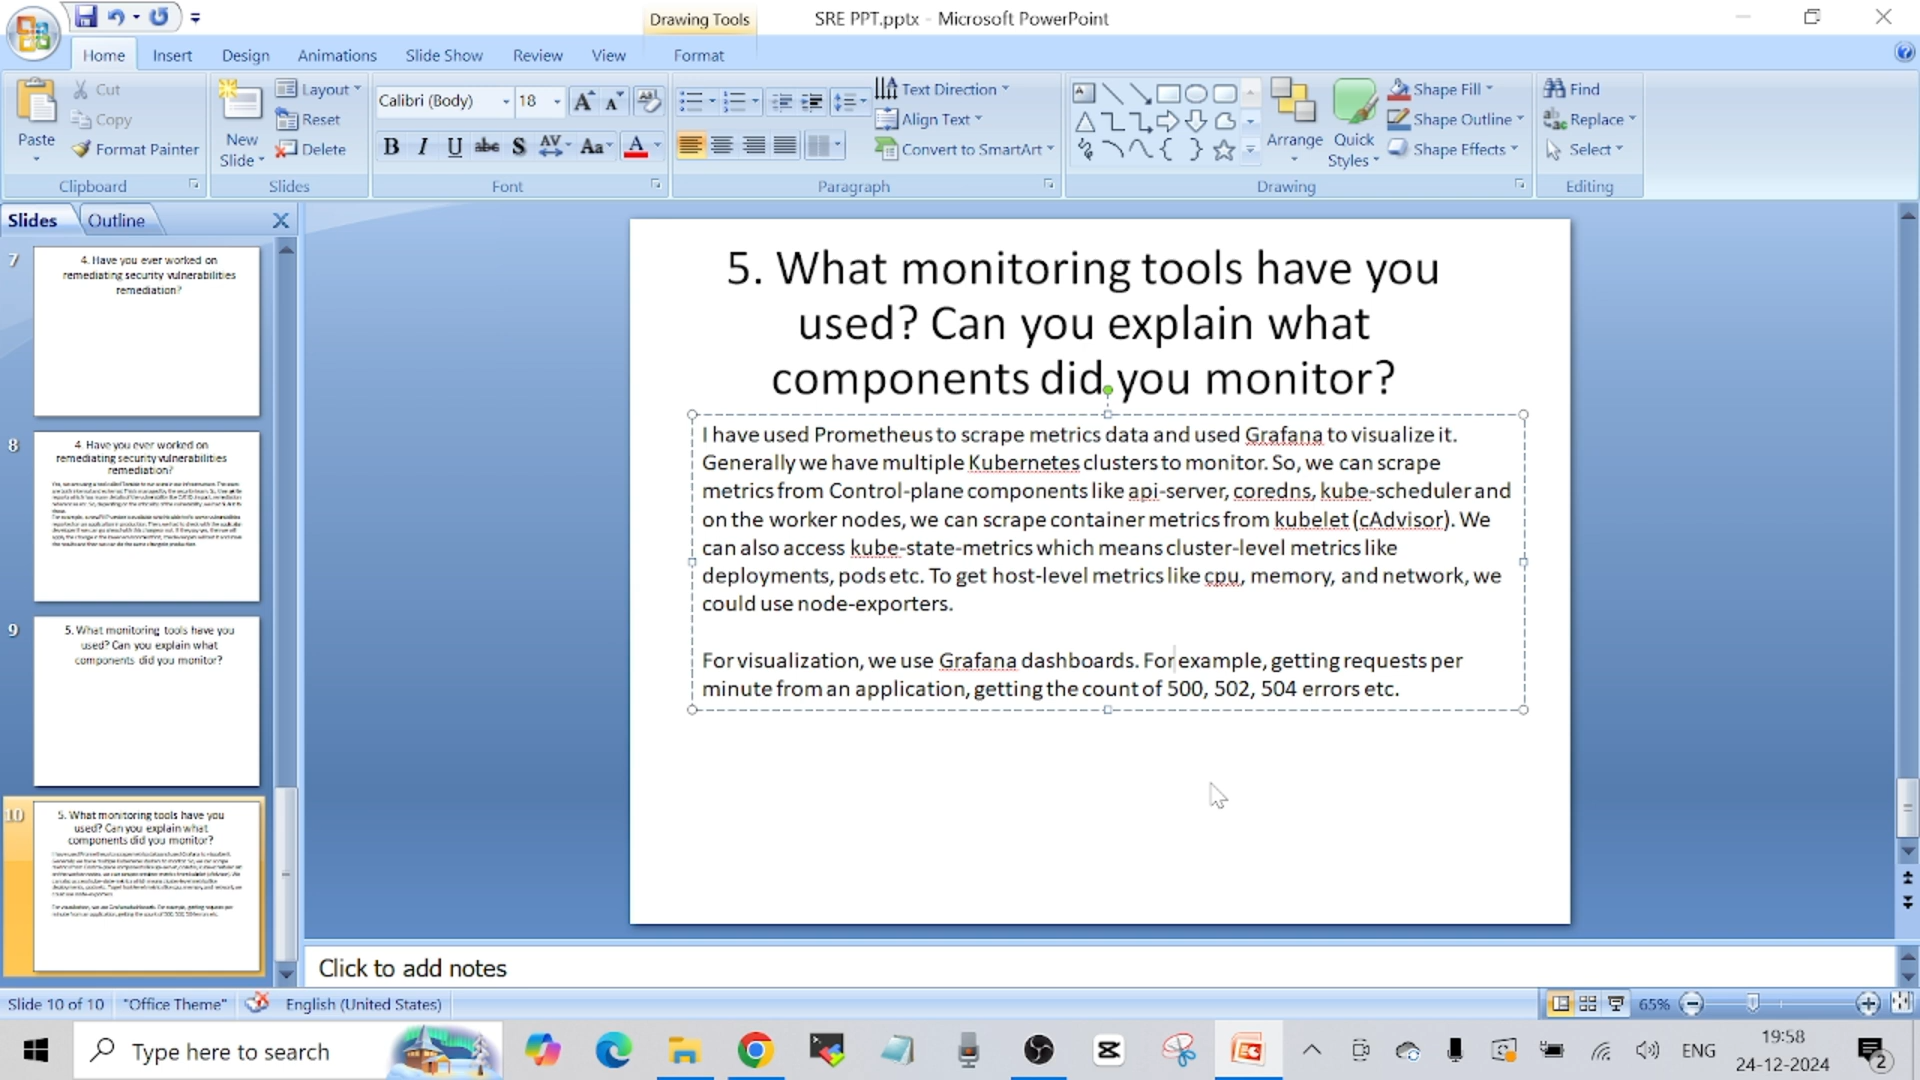 Drawing Tools
SRE PPT.pptx - Microsoft PowerPoint
Home Insert Design Animations Slide Show Review View Format
Paste
Cut
Copy
Format Painter
Clipboard
New
Slide
Layout
Reset
Delete
Slides
Calibri (Body) 18
B I U abc S AV Aa A
Font
Text Direction
Align Text
Convert to SmartArt
Paragraph
Arrange
Quick
Styles
Shape Fill
Shape Outline
Shape Effects
Drawing
Find
Replace
Select
Editing
Slides Outline
7
4. Have you ever worked on
remediating security vulnerabilities
remediation?
8
4. Have you ever worked on
remediating security vulnerabilities
remediation?
9
5. What monitoring tools have you
used? Can you explain what
components did you monitor?
10
5. What monitoring tools have you
used? Can you explain what
components did you monitor?
5. What monitoring tools have you
used? Can you explain what
components did you monitor?
I have used Prometheus to scrape metrics data and used Grafana to visualize it.
Generally we have multiple Kubernetes clusters to monitor. So, we can scrape
metrics from Control-plane components like api-server, coredns, kube-scheduler and
on the worker nodes, we can scrape container metrics from kubelet (cAdvisor). We
can also access kube-state-metrics which means cluster-level metrics like
deployments, pods etc. To get host-level metrics like cpu, memory, and network, we
could use node-exporters.
For visualization, we use Grafana dashboards. For example, getting requests per
minute from an application, getting the count of 500, 502, 504 errors etc.
Click to add notes
Slide 10 of 10 "Office Theme" English (United States) 65%
Type here to search
ENG
19:58
24-12-2024
2